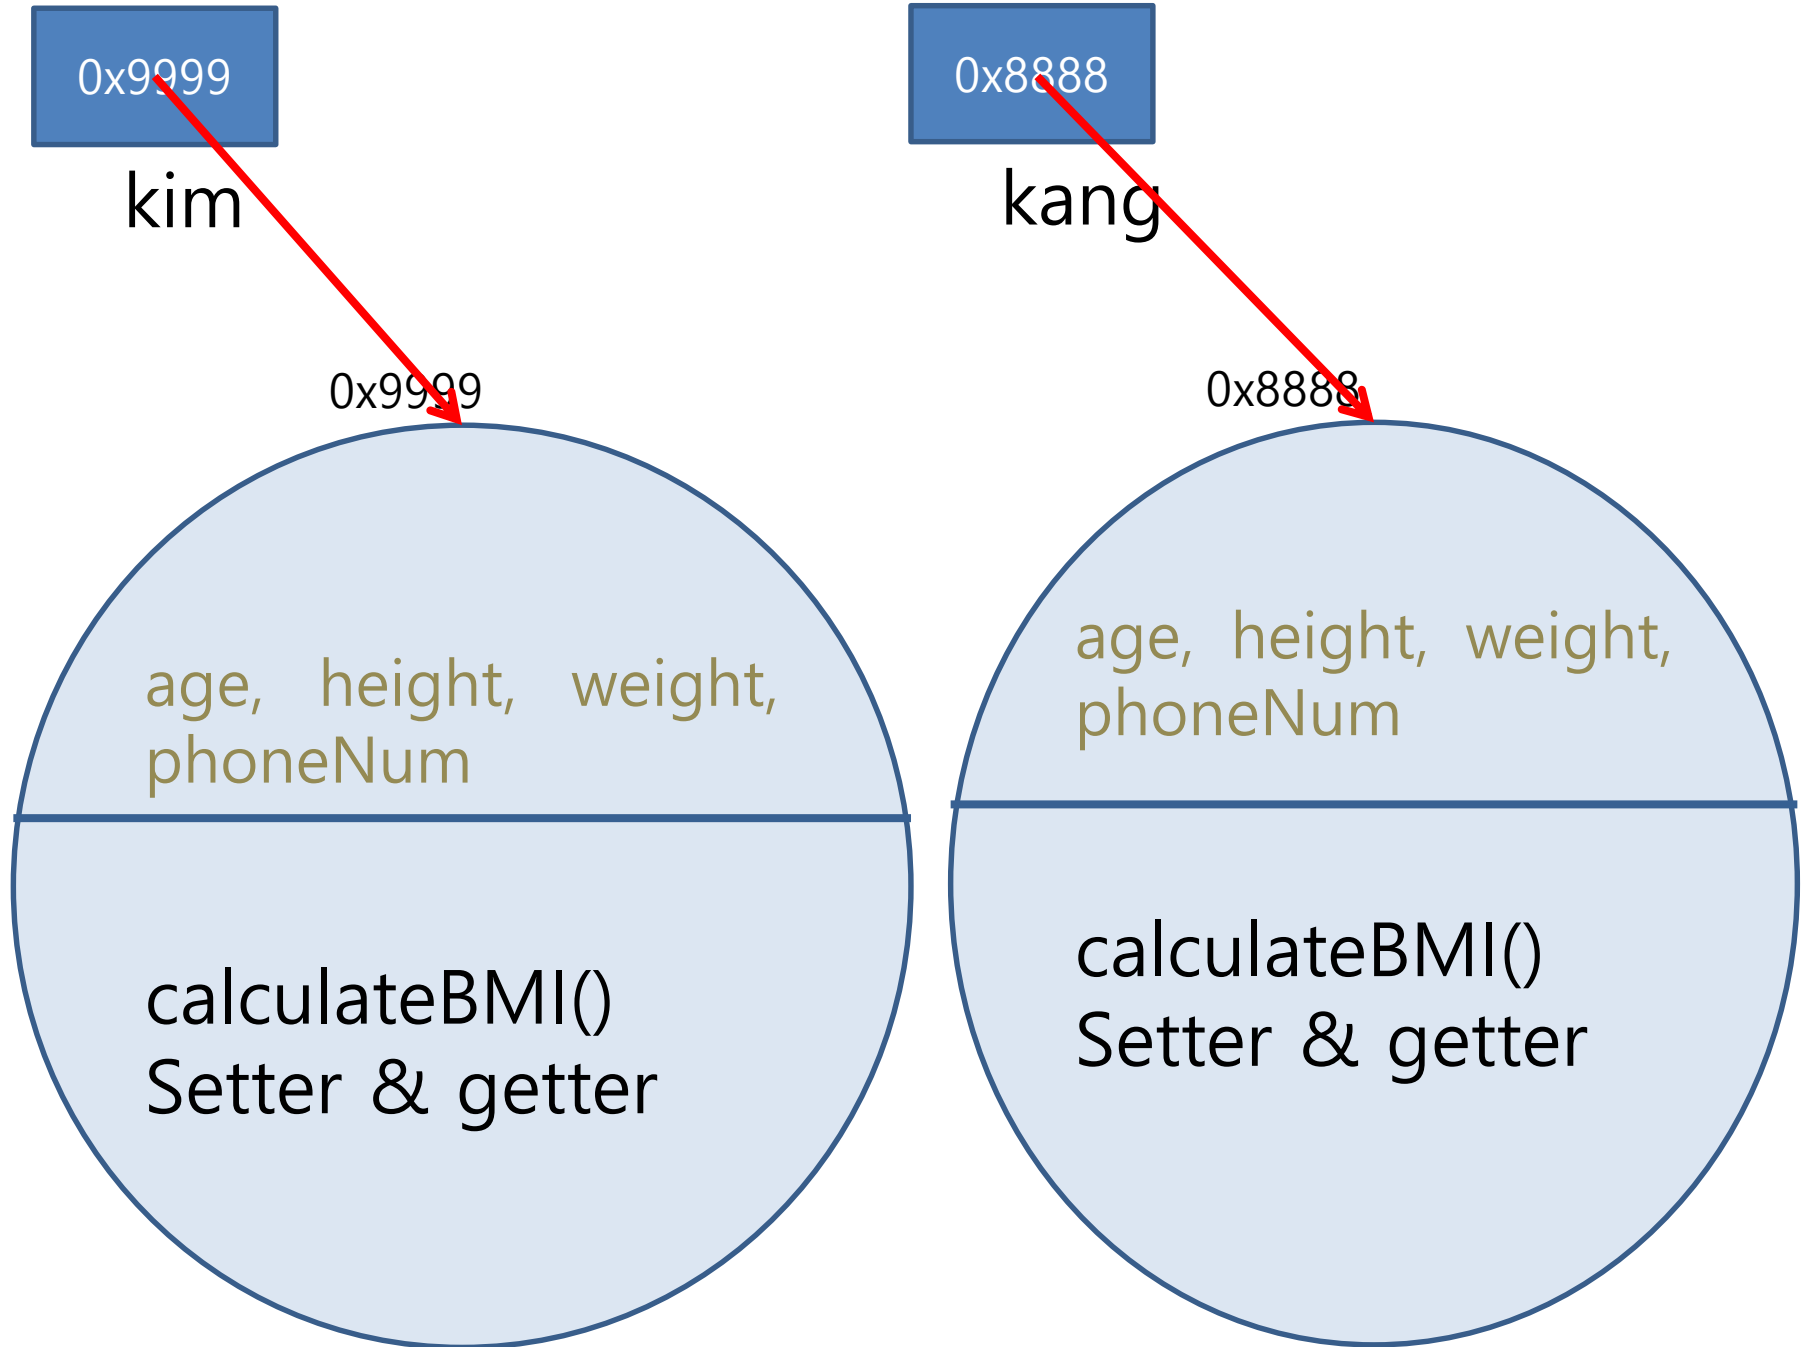 0x9999
kim
0x9999
age, height, weight,
phoneNum
calculateBMI()
Setter & getter
0x8888
kang
0x8888
age, height, weight,
phoneNum
calculateBMI()
Setter & getter